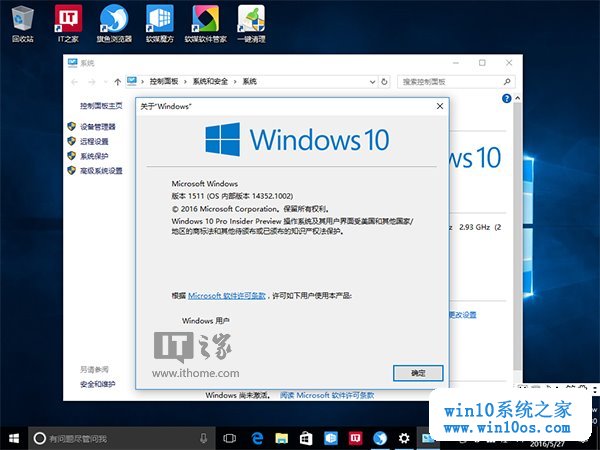 回收站
IT之家
旗鱼浏览器
软媒魔方
软媒软件管家
一键清理
系统
控制面板 › 系统和安全 › 系统
搜索控制面板
控制面板主页
设备管理器
远程设置
系统保护
高级系统设置
关于"Windows"
Windows 10
Microsoft Windows
版本 1511 (OS 内部版本 14352.1002)
© 2016 Microsoft Corporation。保留所有权利。
Windows 10 Pro Insider Preview 操作系统及其用户界面受美国和其他国家/
地区的商标法和其他待颁布或已颁布的知识产权法保护。
根据 Microsoft 软件许可条款，许可如下用户使用本产品:
Windows 用户
确定
ws 10
z 2.93 GHz (2
更改设置
另请参阅
安全和维护
Windows 尚未激活。 阅读 Microsoft 软件许可条款
IT之家
www.ithome.com
有问题尽管问我
2016/5/27
win10系统之家
www.win10os.com